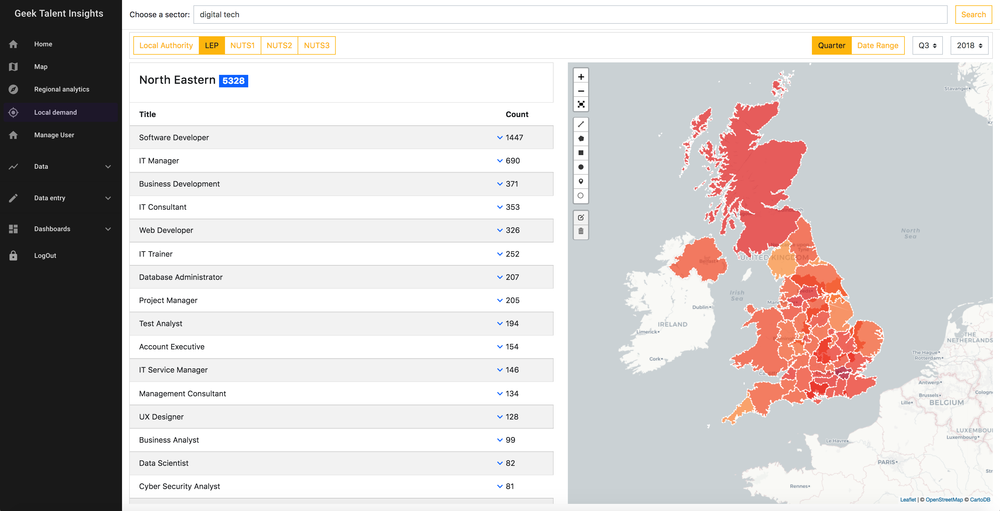 Geek Talent Insights
Home
Map
Regional analytics
Local demand
Manage User
Data
Data entry
Dashboards
LogOut
Choose a sector: digital tech Search
Local Authority LEP NUTS1 NUTS2 NUTS3 Quarter Date Range Q3 2018
North Eastern 5328
Title Count
Software Developer 1447
IT Manager 690
Business Development 371
IT Consultant 353
Web Developer 326
IT Trainer 252
Database Administrator 207
Project Manager 205
Test Analyst 194
Account Executive 154
IT Service Manager 146
Management Consultant 134
UX Designer 128
Business Analyst 99
Data Scientist 82
Cyber Security Analyst 81
Stavanger
Kr
Edinburgh
North
Sea
Newcastle upon
Tyne
UNITED KINGDOM
Belfast
Irish
Sea
Leeds
Dublin
IRELAND
Limerick
Cork
THE
NETHERLANDS
The Hague
Rotterdam
Antwerp
Brussels
Cologn
Lille
BELGIUM
LUXEMBOU
Luxembourg
Le Havre
PARIS
Str
Rennes
Leaflet | © OpenStreetMap © CartoDB